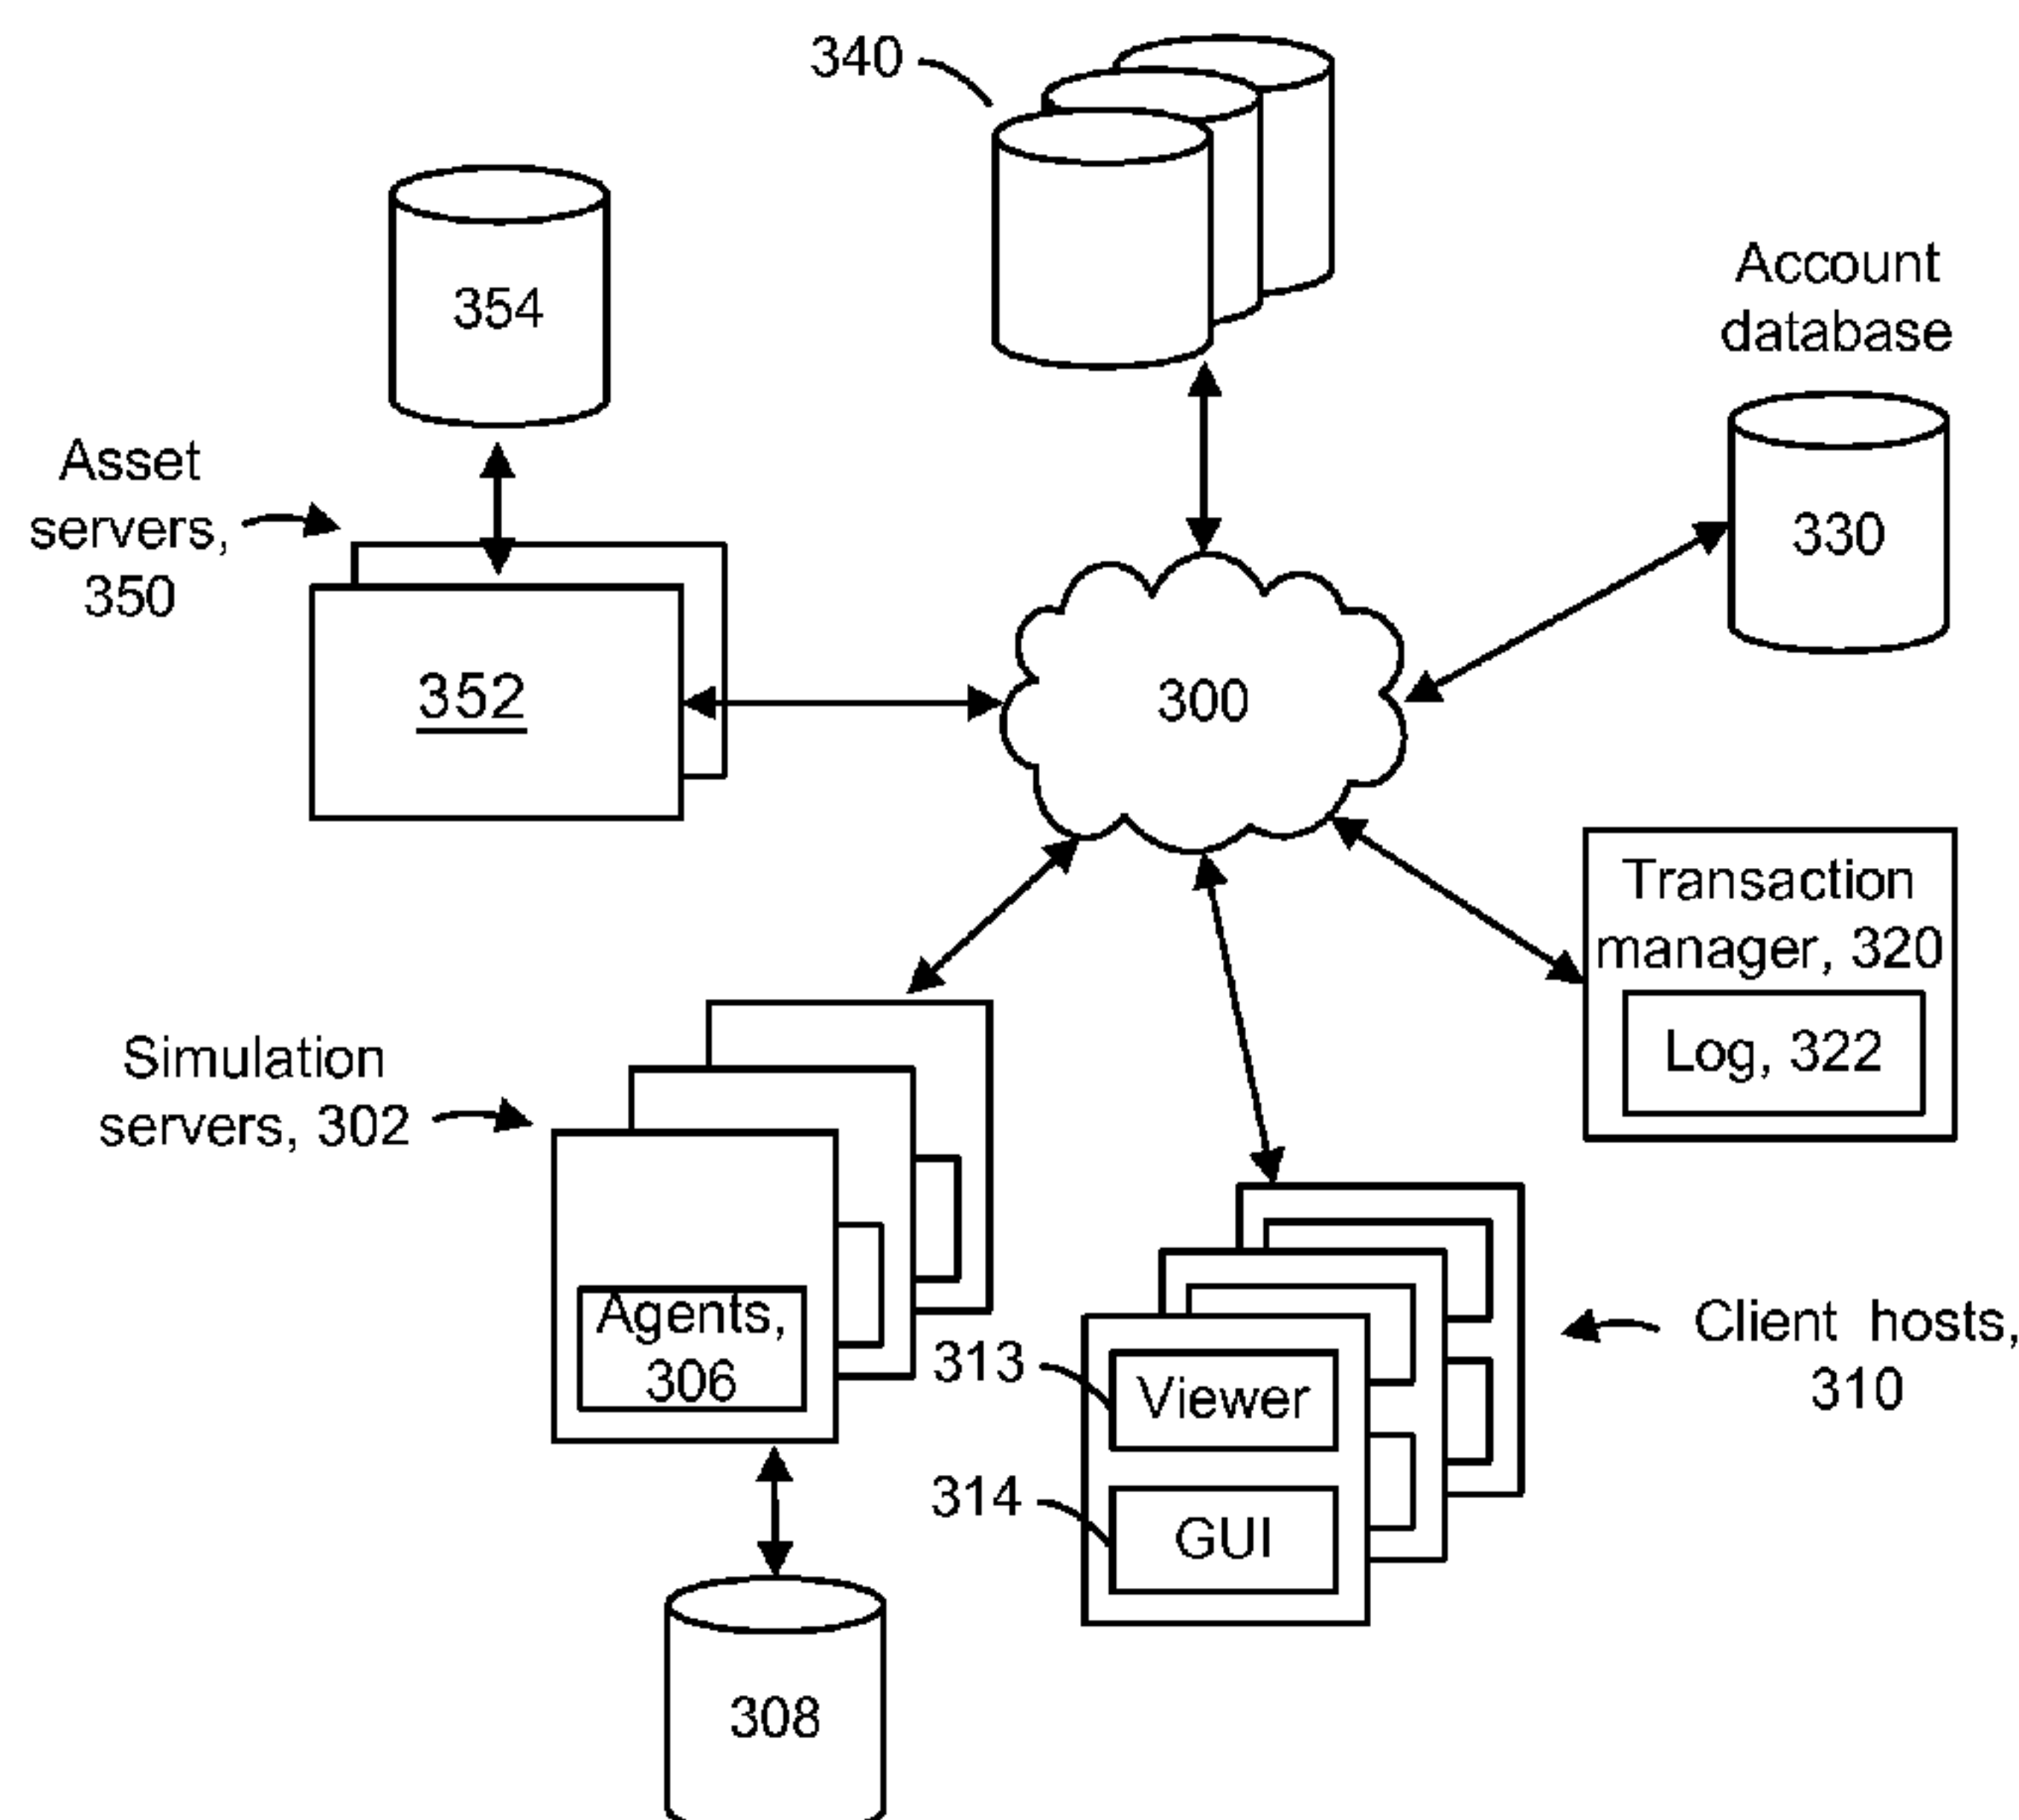 340
354
Account
database
330
Asset
servers,
350
352
300
Transaction
manager, 320
Log, 322
Simulation
servers, 302
Agents,
306
313
Viewer
314
GUI
Client hosts,
310
308